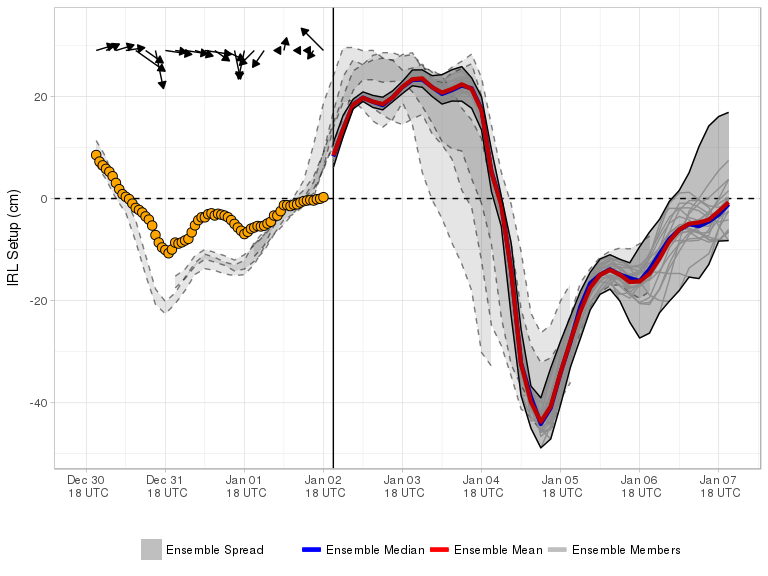 IRL Setup (cm)
20
0
-20
-40
Dec 30 Dec 31 Jan 01 Jan 02 Jan 03 Jan 04 Jan 05 Jan 06 Jan 07
18 UTC 18 UTC 18 UTC 18 UTC 18 UTC 18 UTC 18 UTC 18 UTC 18 UTC
Ensemble Spread Ensemble Median Ensemble Mean Ensemble Members